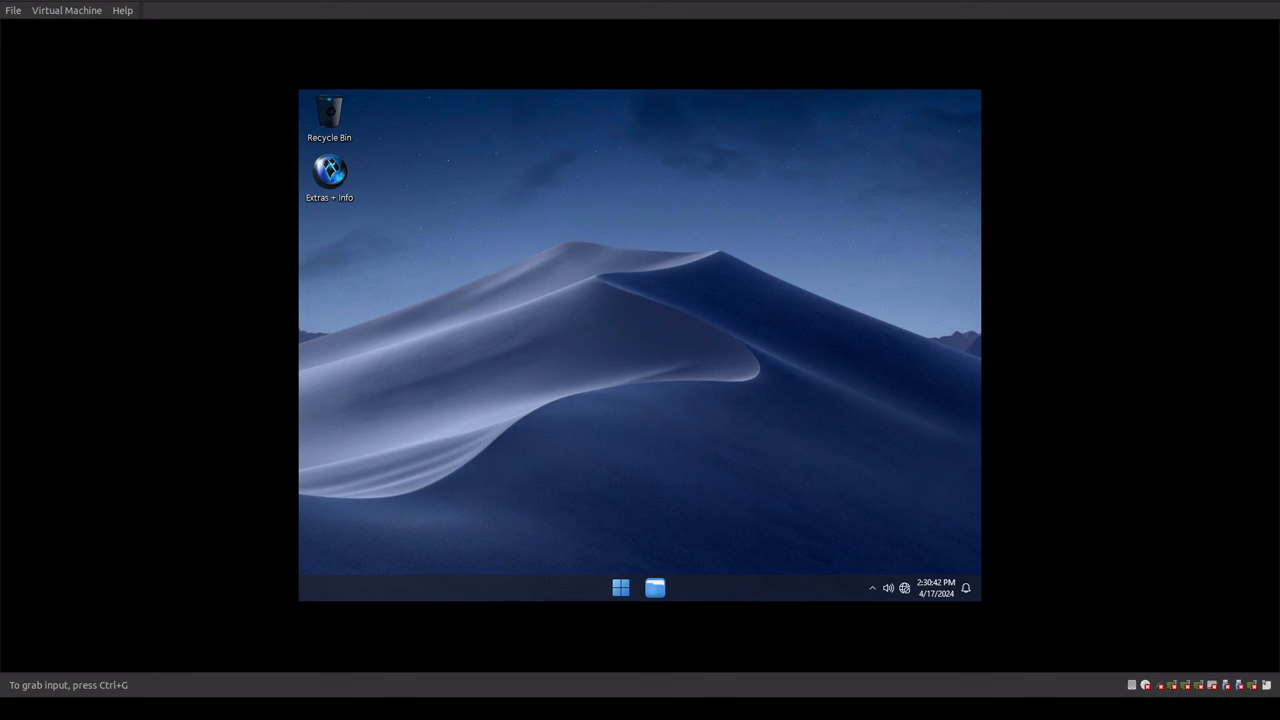 File Virtual Machine Help
Recycle Bin
Extras + Info
2:30:42 PM
4/17/2024
To grab input, press Ctrl+G